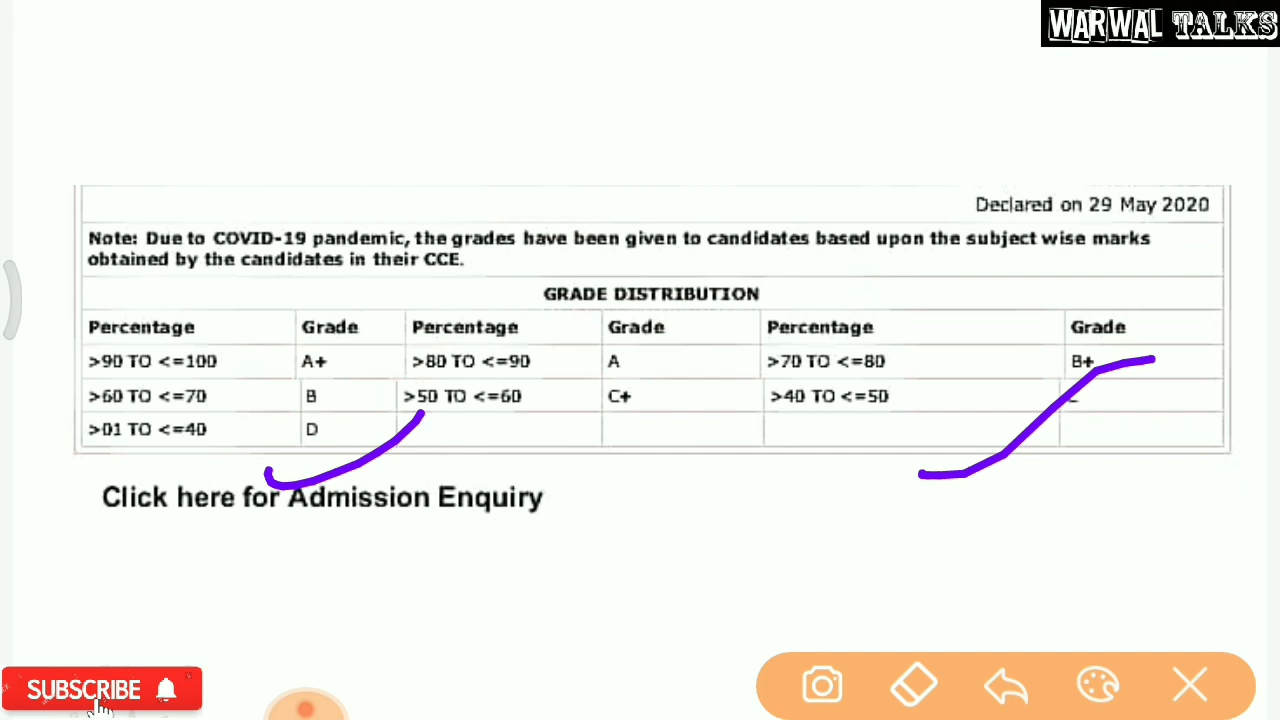 WARWAL TALKS
Declared on 29 May 2020
Note: Due to COVID-19 pandemic, the grades have been given to candidates based upon the subject wise marks
obtained by the candidates in their CCE.
GRADE DISTRIBUTION
Percentage Grade Percentage Grade Percentage Grade
>90 TO <=100 A+ >80 TO <=90 A >70 TO <=80 B+
>60 TO <=70 B >50 TO <=60 C+ >40 TO <=50
>01 TO <=40 D
Click here for Admission Enquiry
SUBSCRIBE